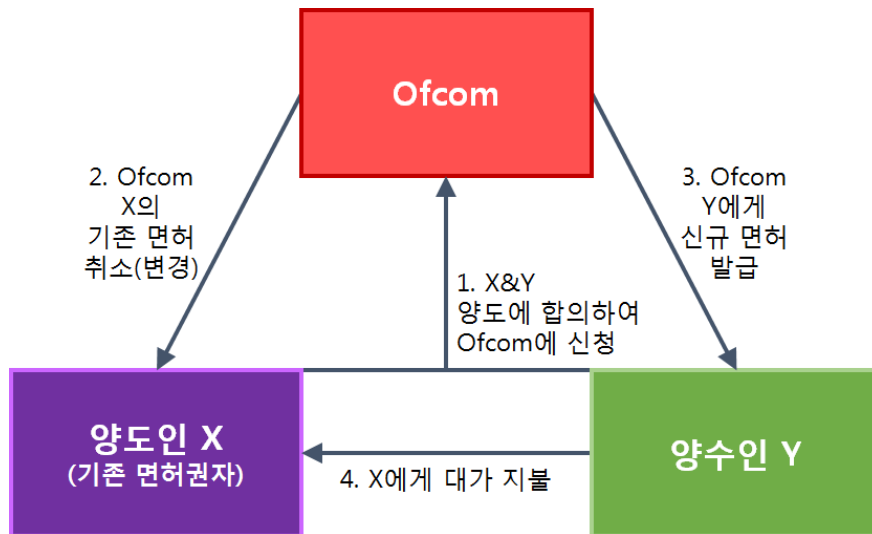 Ofcom
2. Ofcom
X의
기존 면허
취소(변경)
3. Ofcom
Y에게
신규 면허
발급
1. X&Y
양도에 합의하여
Ofcom에 신청
양도인 X
(기존 면허권자)
4. X에게 대가 지불
양수인 Y